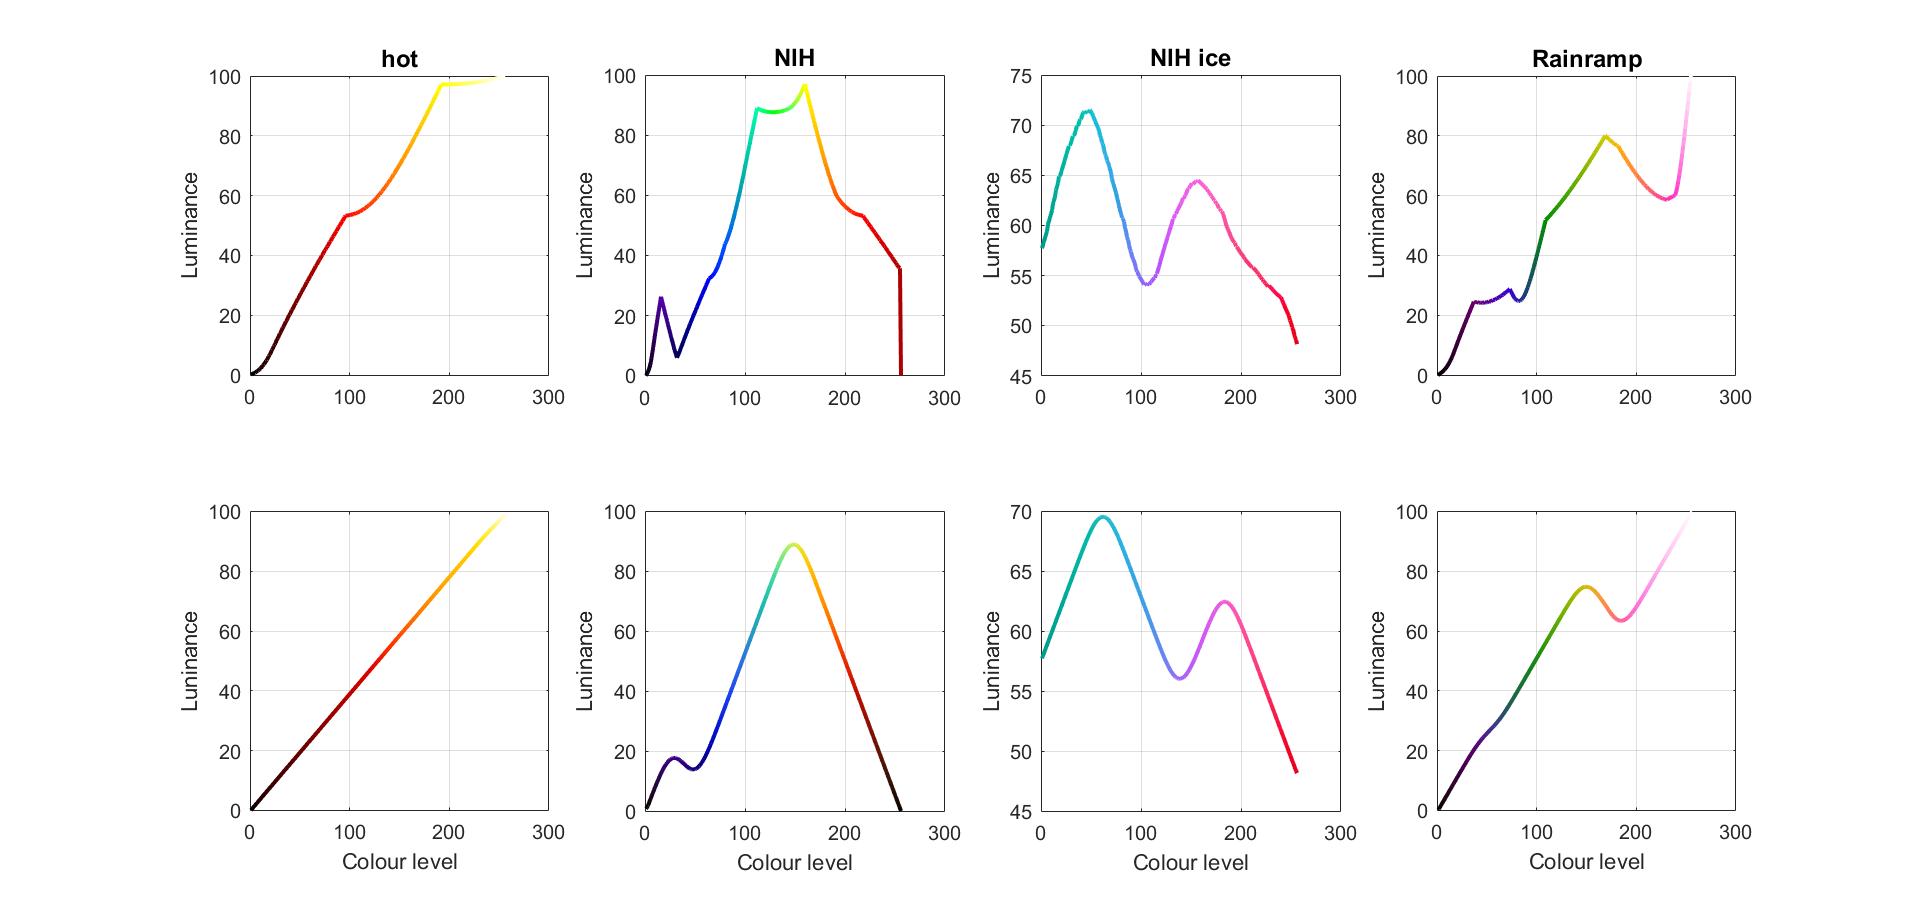 hot NIH NIH ice Rainramp
100 100 75 100
80 80 70 80
65
60 60 60 60
40 40 55 40
20 20 50 20
0 0 45 0
Luminance Luminance Luminance Luminance
0 100 200 300 0 100 200 300 0 100 200 300 0 100 200 300
100 100 70 100
80 80 65 80
60 60 60 60
40 40 55 40
20 20 50 20
0 0 45 0
Luninance Luninance Luninance Luninance
0 100 200 300 0 100 200 300 0 100 200 300 0 100 200 300
Colour level Colour level Colour level Colour level